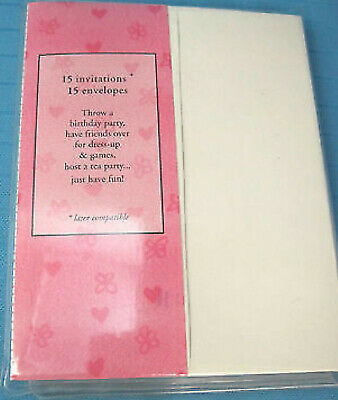 15 invitations *
15 envelopes
Throw a
birthday party,
have friends over
for dress-up
& games,
host a tea party...
just have fun!
* laser compatible